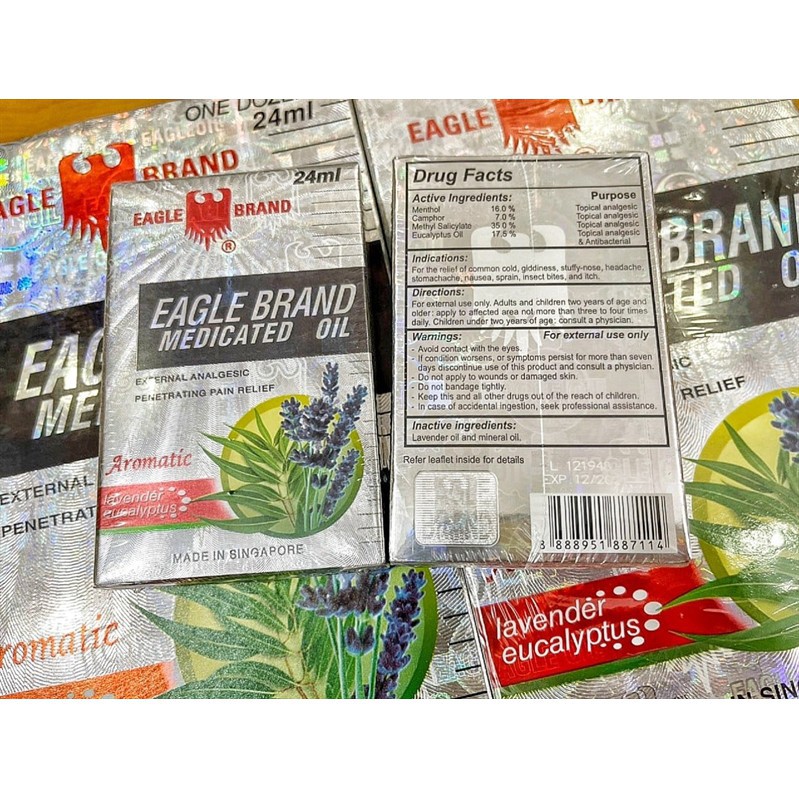 ONE
24ml
EAGLE BRAND
EAGLE BRAND
24ml
EAGLE BRAND
®
EAGLE BRAND
MEDICATED OIL
EXTERNAL ANALGESIC
PENETRATING PAIN RELIEF
Aromatic
lavender
eucalyptus
MADE IN SINGAPORE
Drug Facts
Active Ingredients: Purpose
Menthol 16.0 % Topical analgesic
Camphor 7.0 % Topical analgesic
Methyl Salicylate 35.0 % Topical analgesic
Eucalyptus Oil 17.5 % Topical analgesic
& Antibacterial
Indications:
For the relief of common cold, giddiness, stuffy-nose, headache,
stomachache, nausea, sprain, insect bites, and itch.
Directions:
For external use only. Adults and children two years of age and
older: apply to affected area not more than three to four times
daily. Children under two years of age: consult a physician.
Warnings: For external use only
- Avoid contact with the eyes.
- If condition worsens, or symptoms persist for more than seven
days discontinue use of this product and consult a physician.
- Do not apply to wounds or damaged skin.
- Do not bandage tightly.
- Keep this and all other drugs out of the reach of children.
- In case of accidental ingestion, seek professional assistance.
Inactive ingredients:
Lavender oil and mineral oil.
Refer leaflet inside for details
EXP 12/20
8 888951 887114
EXTERNAL
RELIEF
lavender
eucalyptus